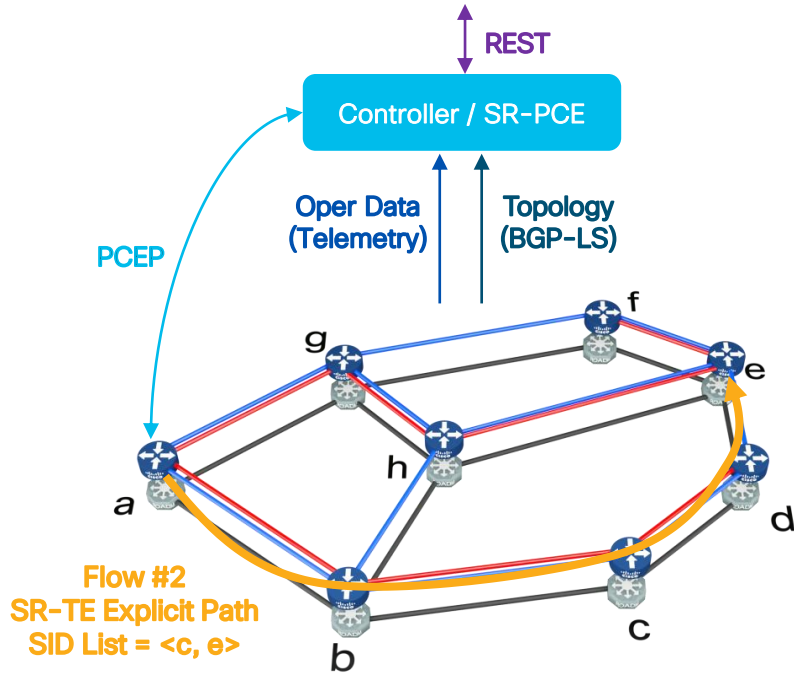 REST
Controller / SR-PCE
Oper Data
(Telemetry)
Topology
(BGP-LS)
PCEP
f
g
e
h
a
d
Flow #2
SR-TE Explicit Path
SID List = <c, e>
c
b